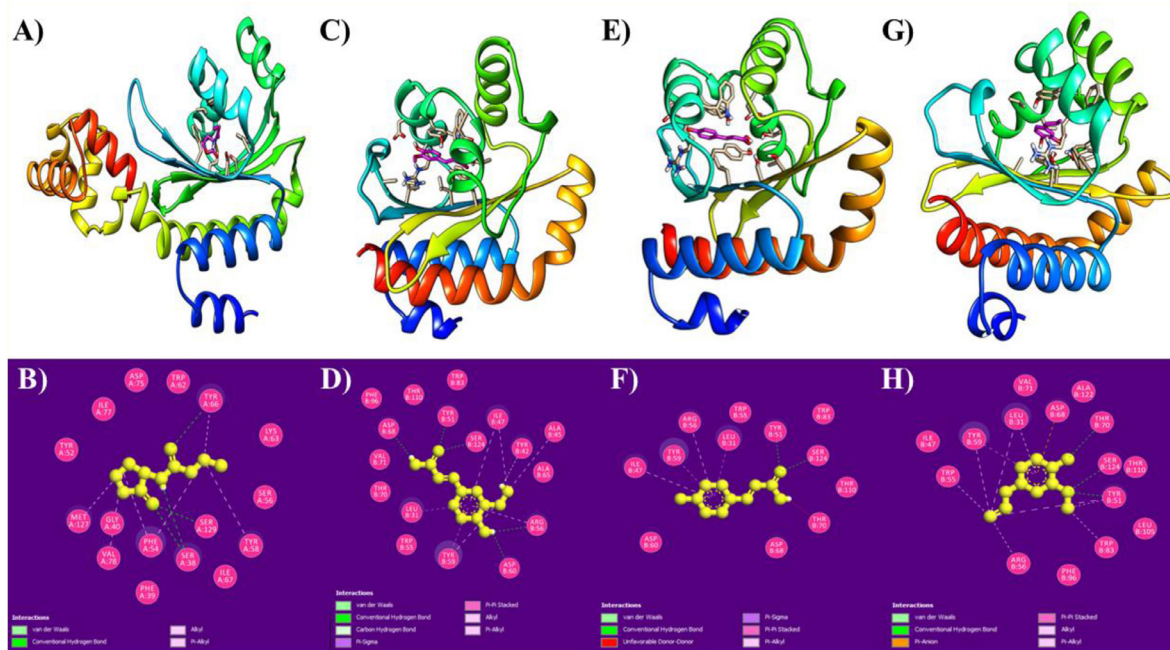 A)
C)
E)
G)
B)
ASP
A:75
TRP
A:62
TYR
A:66
ILE
A:77
LYS
A:63
TYR
A:52
SER
A:56
MET
A:127
GLY
A:40
SER
A:129
PHE
A:54
TYR
A:58
VAL
A:78
SER
A:38
ILE
A:67
PHE
A:39
Interactions
van der Waals
Conventional Hydrogen Bond
Alkyl
Pi-Alkyl
D)
TRP
B:83
PHE
B:96
THR
B:110
TYR
B:51
ILE
B:47
ASP
B:68
SER
B:124
TYR
B:42
ALA
B:45
VAL
B:71
ALA
B:65
THR
B:70
LEU
B:31
ARG
B:56
TRP
B:55
TYR
B:59
ASP
B:60
Interactions
van der Waals
Conventional Hydrogen Bond
Carbon Hydrogen Bond
Pi-Sigma
Pi-Pi Stacked
Alkyl
Pi-Alkyl
F)
ARG
B:56
TRP
B:55
TRP
B:83
LEU
B:31
TYR
B:51
TYR
B:59
SER
B:124
ILE
B:47
THR
B:110
THR
B:70
ASP
B:60
ASP
B:68
Interactions
van der Waals
Conventional Hydrogen Bond
Unfavorable Donor-Donor
Pi-Sigma
Pi-Pi Stacked
Pi-Alkyl
H)
VAL
B:71
ALA
B:122
LEU
B:31
ASP
B:68
THR
B:70
ILE
B:47
TYR
B:59
TRP
B:55
SER
B:124
THR
B:110
TYR
B:51
LEU
B:105
TRP
B:83
ARG
B:56
PHE
B:96
Interactions
van der Waals
Conventional Hydrogen Bond
Pi-Anion
Pi-Pi Stacked
Alkyl
Pi-Alkyl